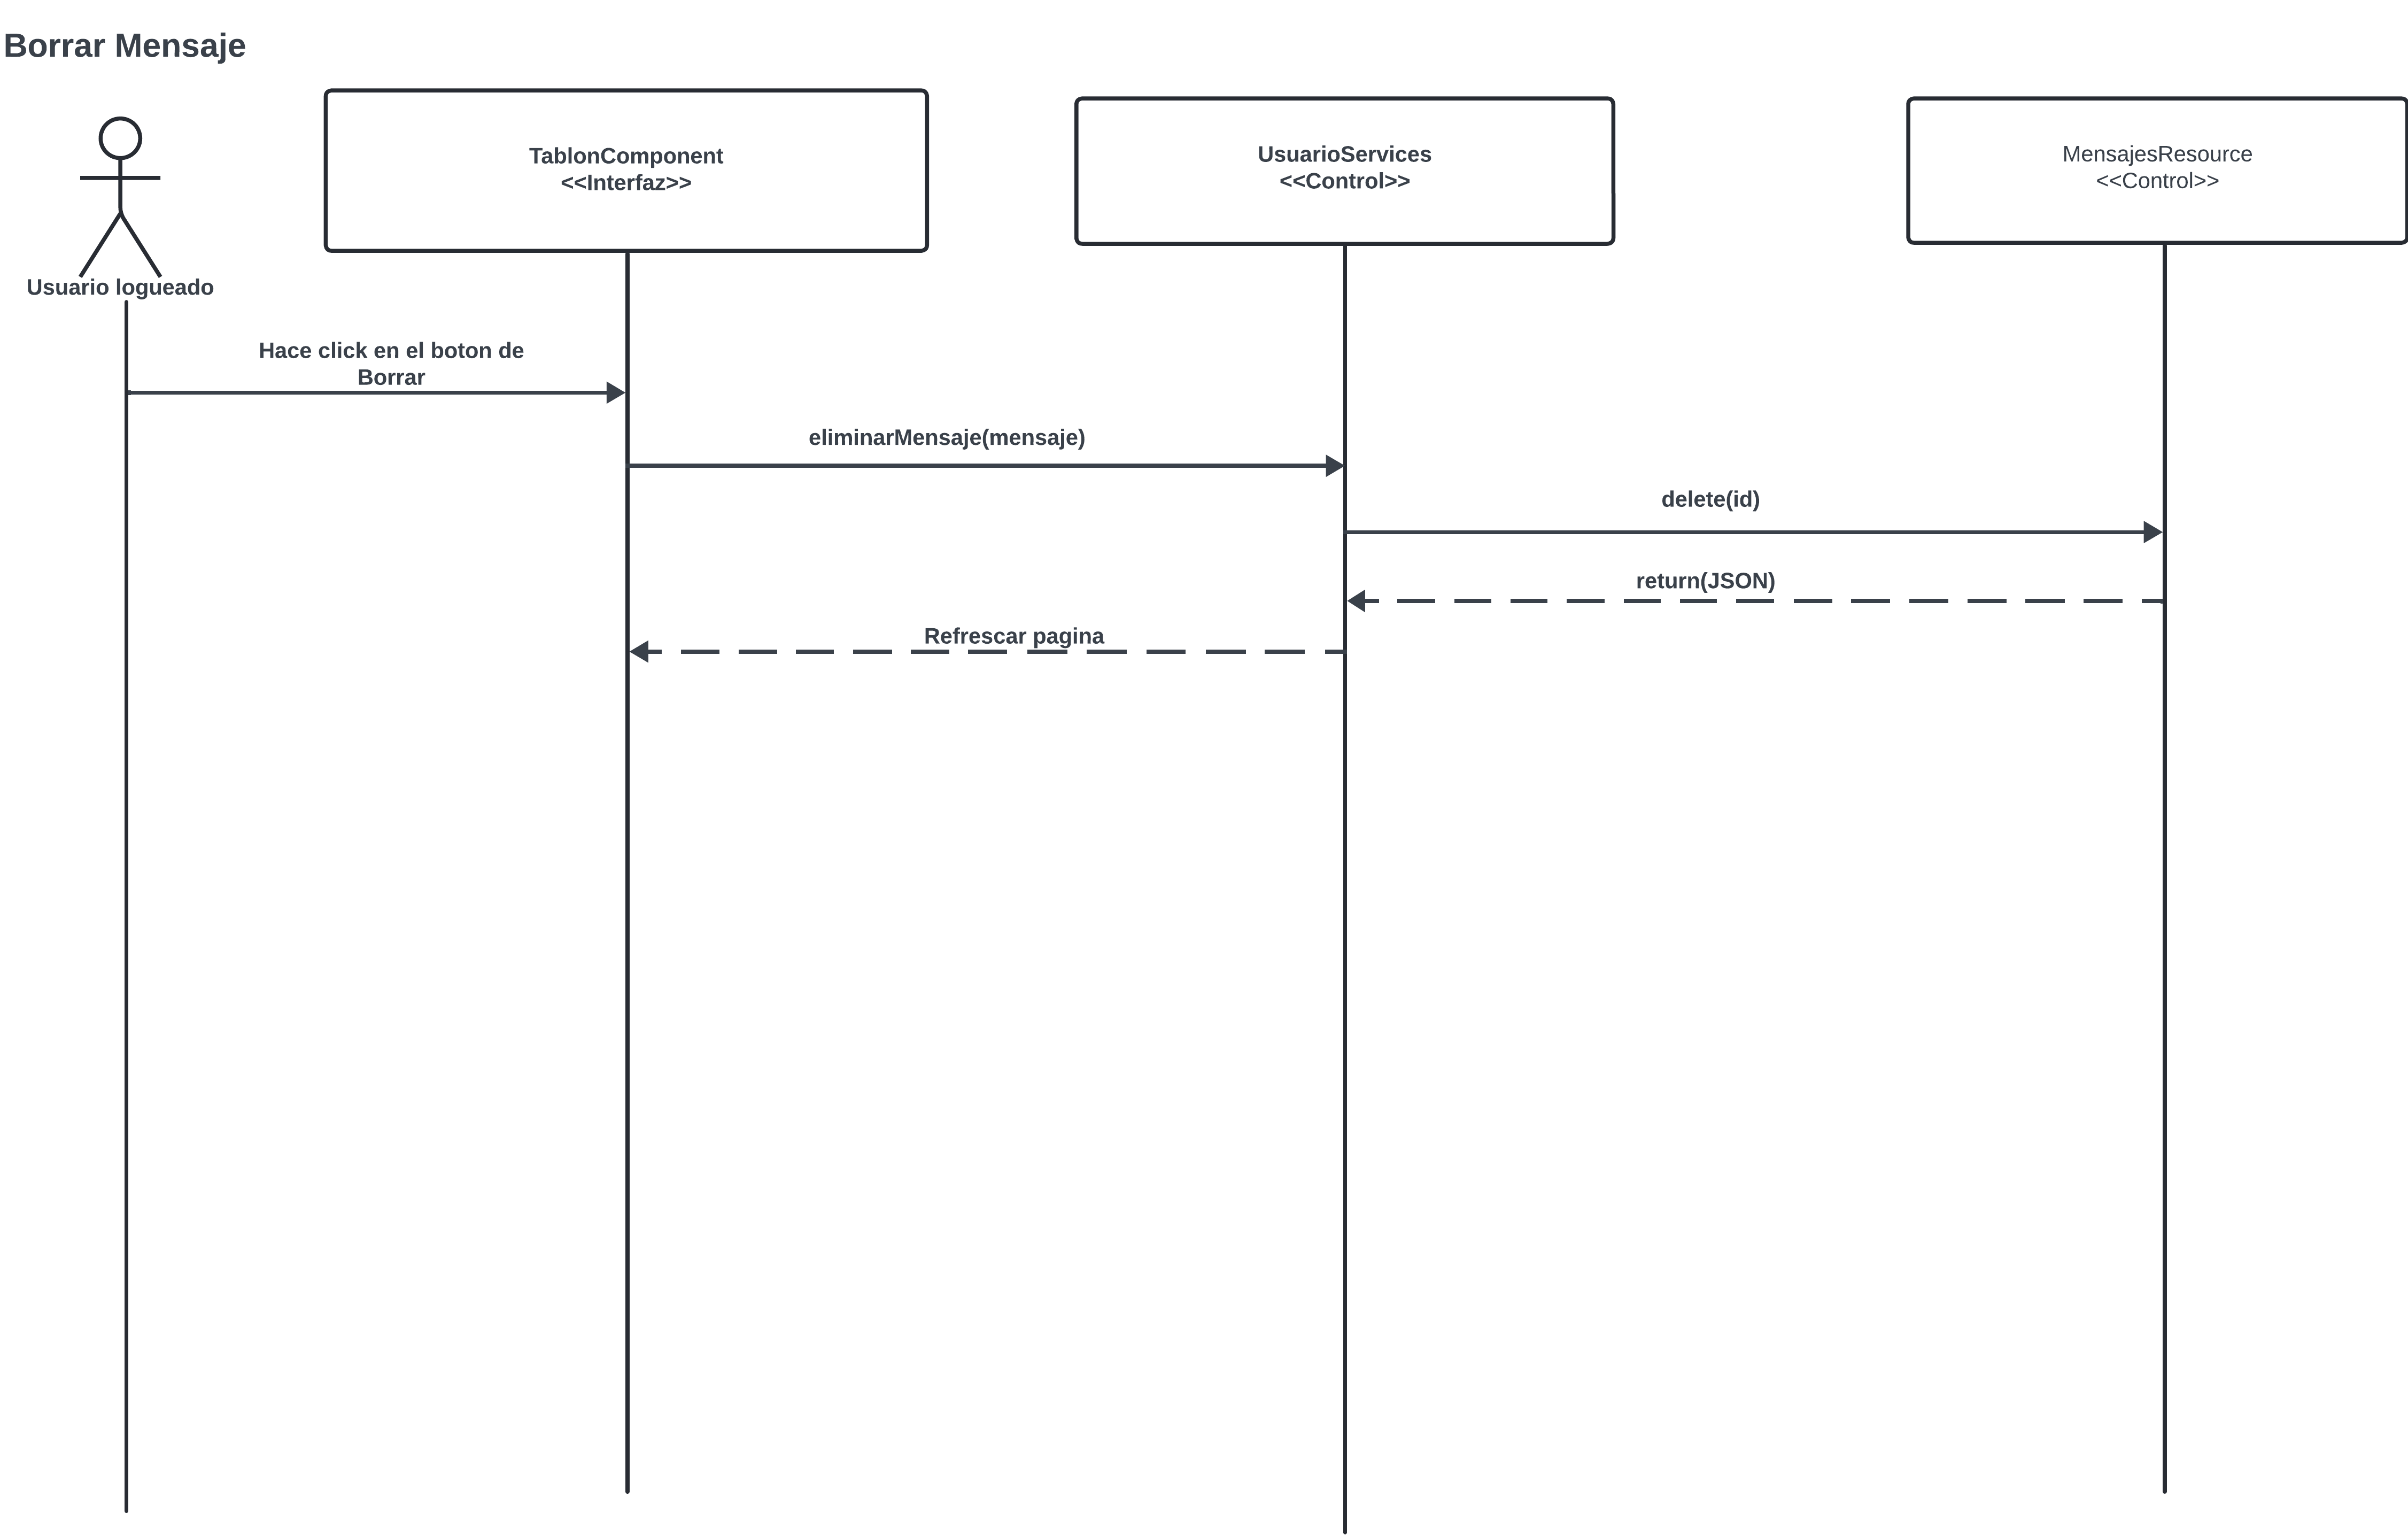 Borrar Mensaje
TablonComponent
<<Interfaz>>
UsuarioServices
<<Control>>
MensajesResource
<<Control>>
Usuario logueado
Hace click en el boton de
Borrar
eliminarMensaje(mensaje)
delete(id)
return(JSON)
Refrescar pagina